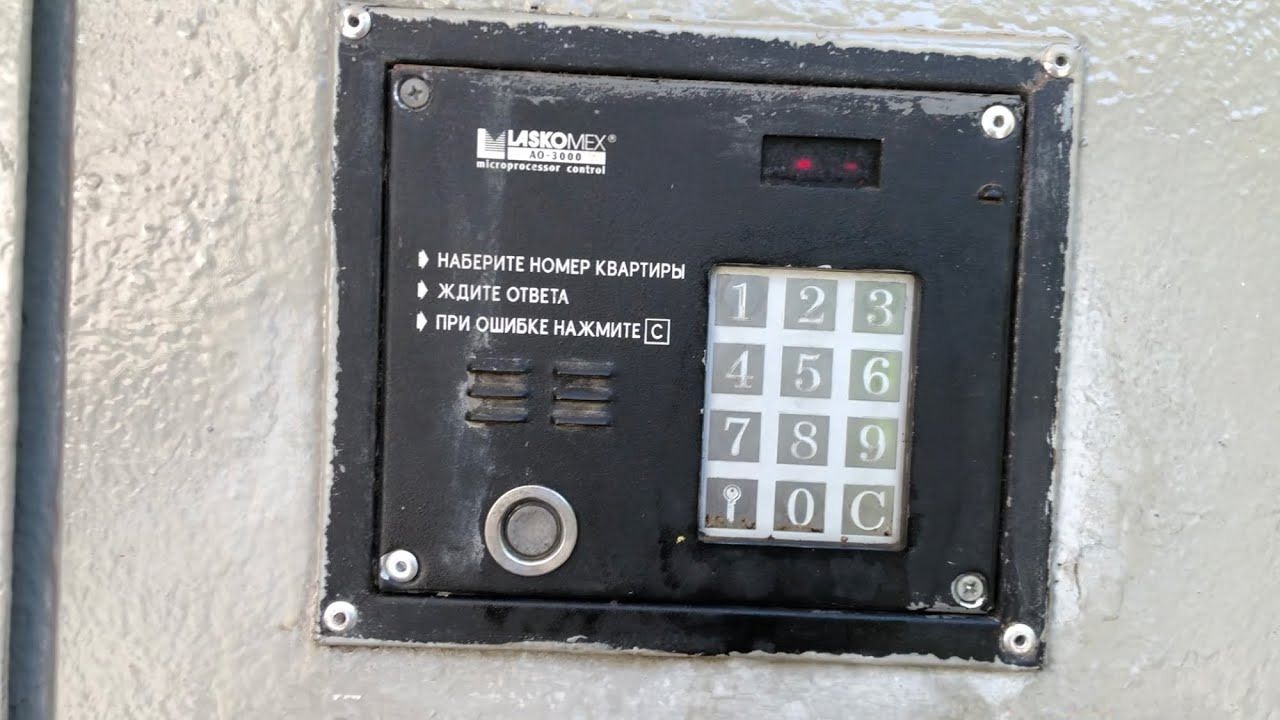 LASKOMEX®
AO-3000
microprocessor control
НАБЕРИТЕ НОМЕР КВАРТИРЫ
ЖДИТЕ ОТВЕТА
ПРИ ОШИБКЕ НАЖМИТЕ C
1 2 3
4 5 6
7 8 9
0 C